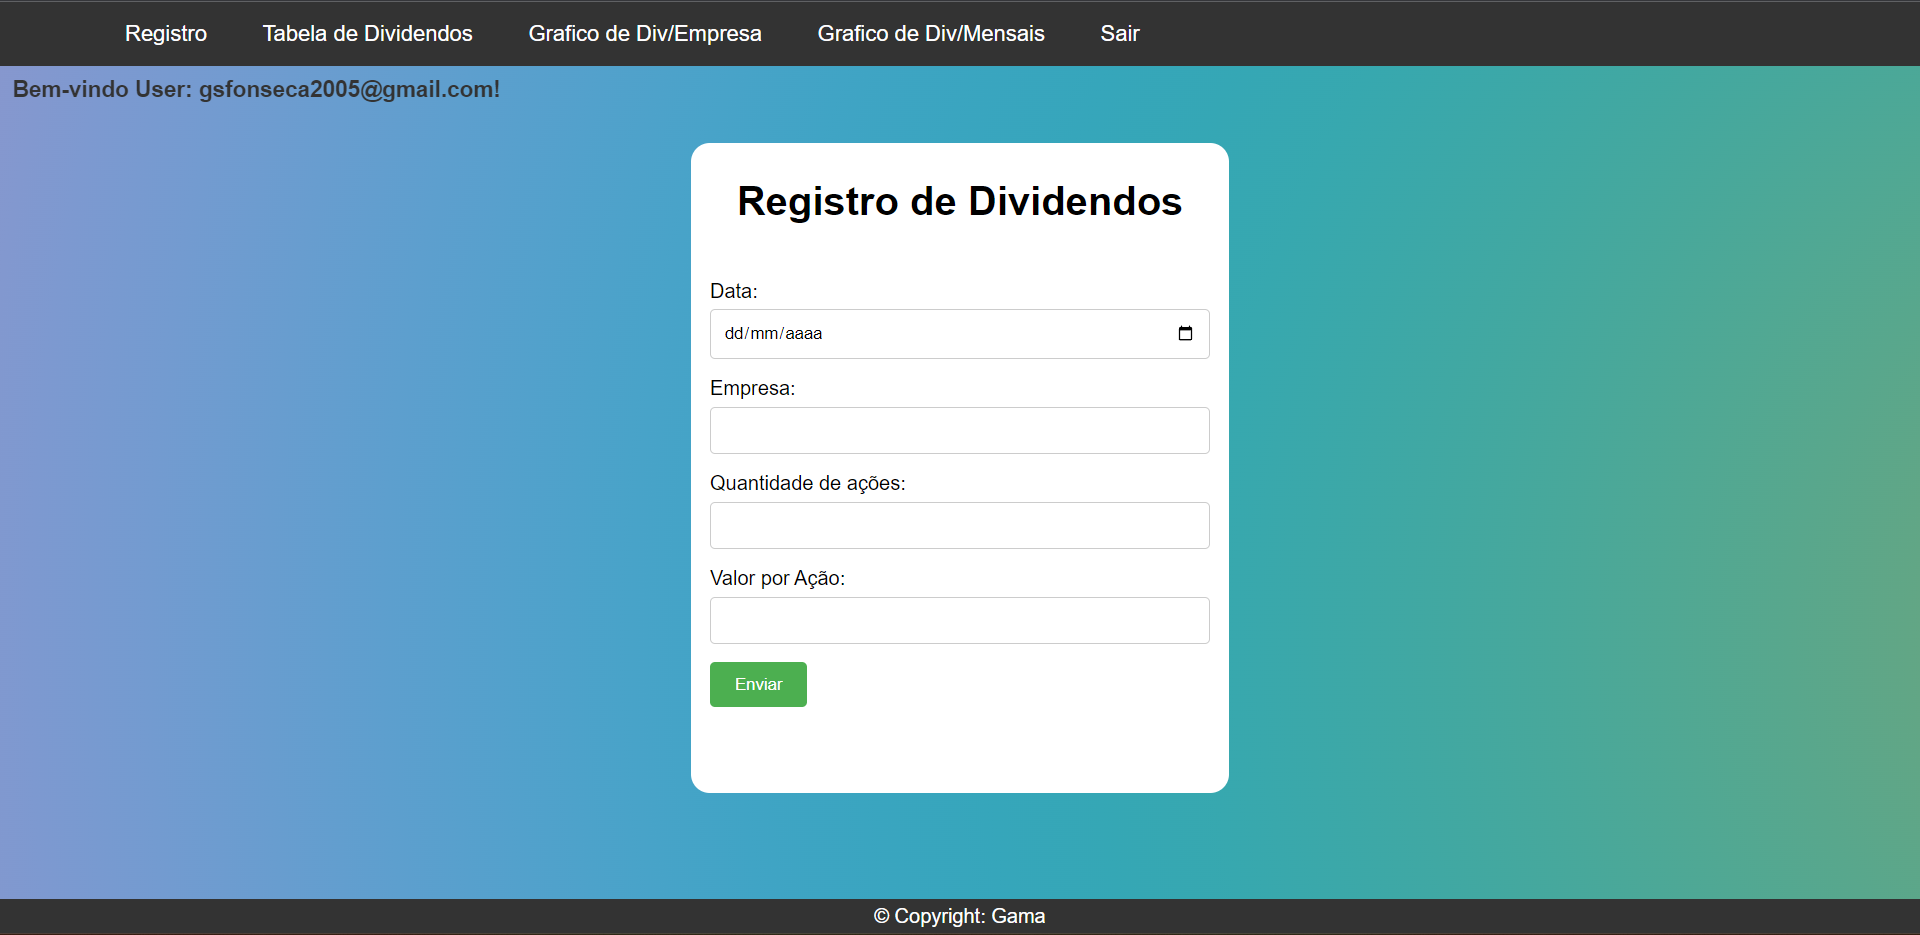 Registro Tabela de Dividendos Grafico de Div/Empresa Grafico de Div/Mensais Sair
Bem-vindo User: gsfonseca2005@gmail.com!
Registro de Dividendos
Data:
dd/mm/aaaa
Empresa:
Quantidade de ações:
Valor por Ação:
Enviar
© Copyright: Gama